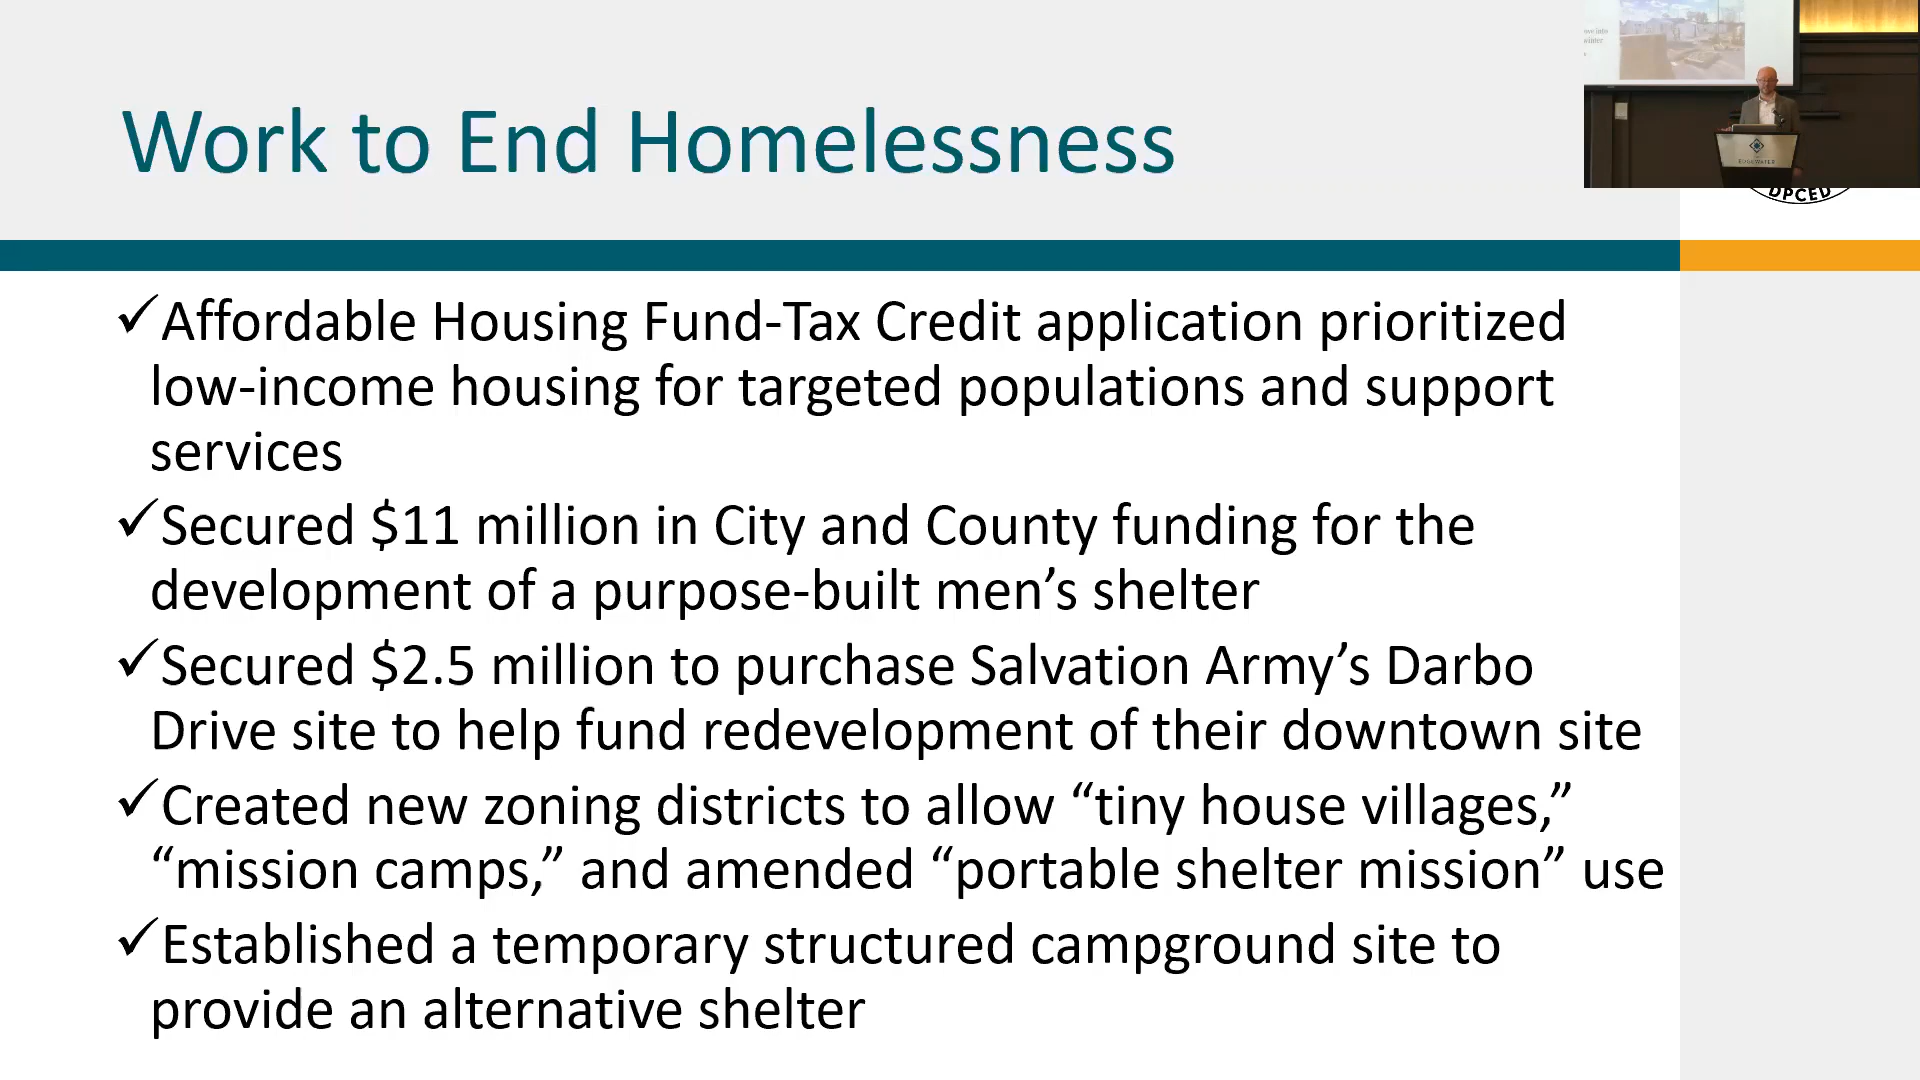 Work to End Homelessness
EDGEWATER
DPCED
✓Affordable Housing Fund-Tax Credit application prioritized
low-income housing for targeted populations and support
services
✓Secured $11 million in City and County funding for the
development of a purpose-built men’s shelter
✓Secured $2.5 million to purchase Salvation Army’s Darbo
Drive site to help fund redevelopment of their downtown site
✓Created new zoning districts to allow “tiny house villages,”
“mission camps,” and amended “portable shelter mission” use
✓Established a temporary structured campground site to
provide an alternative shelter